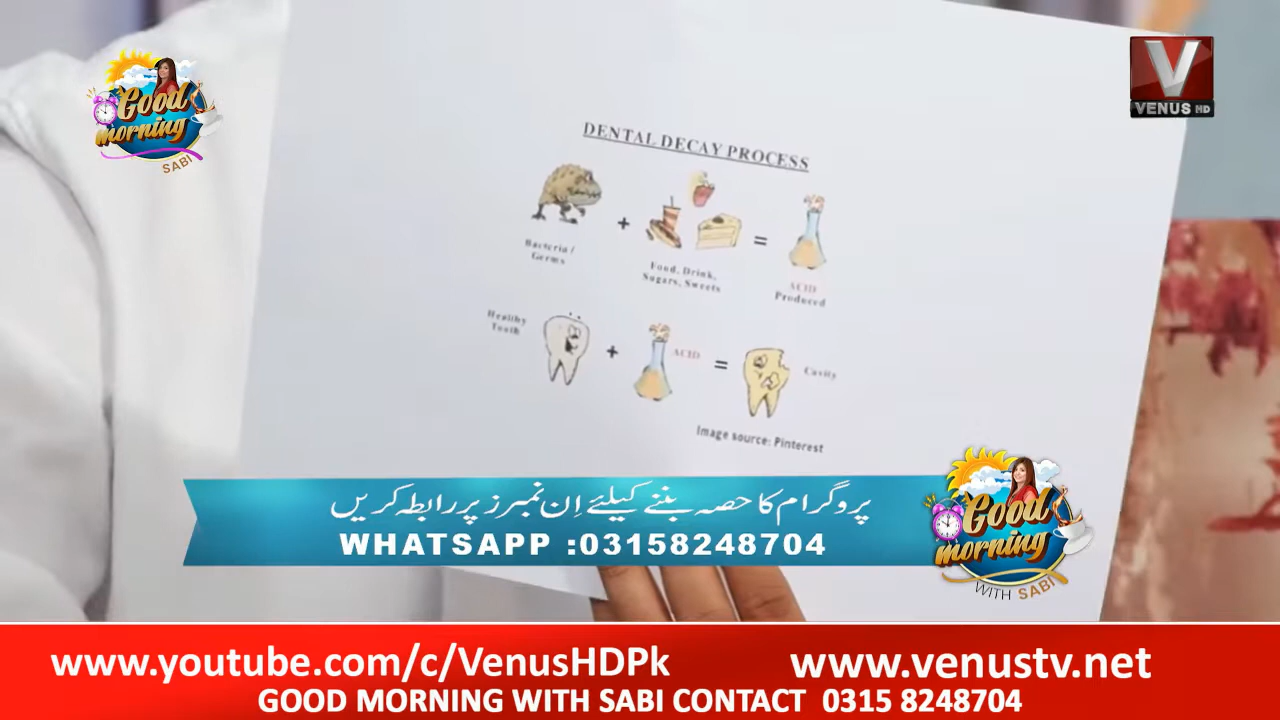 Good
morning
SABI
V
VENUS HD
DENTAL DECAY PROCESS
+
=
Bacteria /
Germs
Food, Drink,
Sugars, Sweets
ACID
Produced
Healthy
Tooth
+
ACID
=
Cavity
Image source: Pinterest
پروگرام کا حصہ بننے کیلئے اِن نمبرز پر رابطہ کریں
WHATSAPP :03158248704
Good
morning
WITH SABI
www.youtube.com/c/VenusHDPk
www.venustv.net
GOOD MORNING WITH SABI CONTACT 0315 8248704